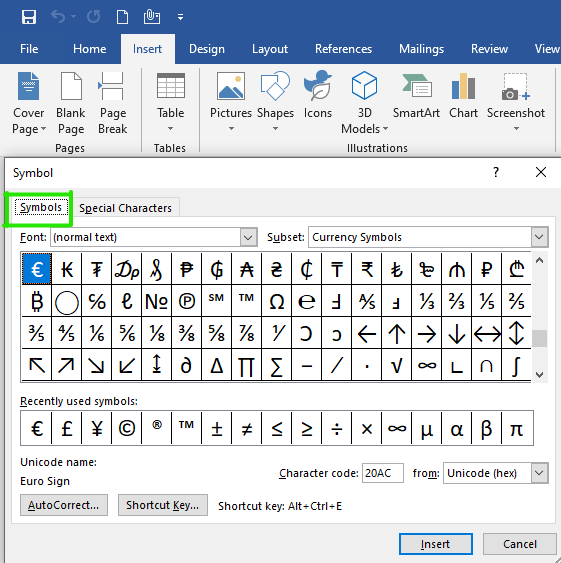 File Home Insert Design Layout References Mailings Review View
Cover Page Blank Page Page Break Table Pictures Shapes Icons 3D Models SmartArt Chart Screenshot
Pages Tables Illustrations
Symbol ? ×
Symbols Special Characters
Font: (normal text) Subset: Currency Symbols
€ ₭ ₮ ₯ ₰ ₱ ₲ ₳ ₴ ₵ ₸ ₹ ₺ ₻ ₼ ₽ ₾
₿ ◯ ℅ ℓ № ℗ ℠ ™ Ω ℮ Ⅎ ⅍ ⅎ ⅓ ⅔ ⅕ ⅖
⅗ ⅘ ⅙ ⅚ ⅛ ⅜ ⅝ ⅞ ⅟ Ↄ ↄ ← ↑ → ↓ ↔ ↕
↖ ↗ ↘ ↙ ↨ ∂ ∆ ∏ ∑ − ∕ ∙ √ ∞ ∟ ∩ ∫
Recently used symbols:
€ £ ¥ © ® ™ ± ≠ ≤ ≥ ÷ × ∞ µ α β π
Unicode name:
Euro Sign
Character code: 20AC from: Unicode (hex)
AutoCorrect... Shortcut Key... Shortcut key: Alt+Ctrl+E
Insert Cancel